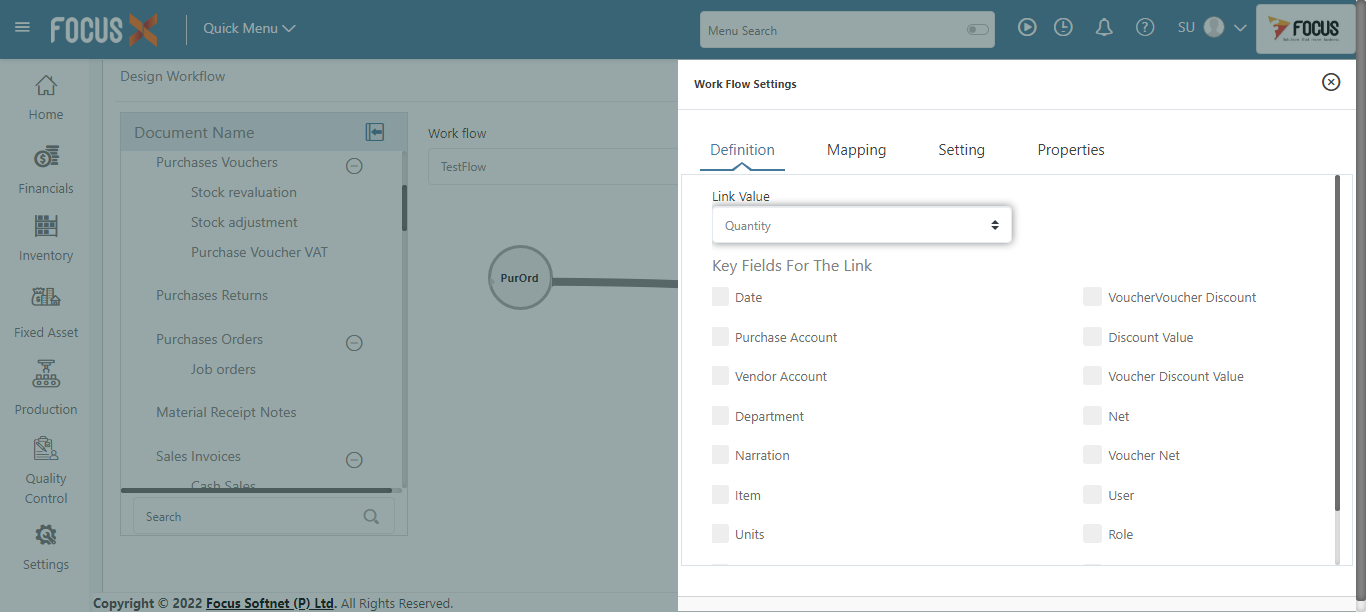 FOCUS X
Quick Menu
Menu Search
SU
FOCUS
Home
Financials
Inventory
Fixed Asset
Production
Quality
Control
Settings
Design Workflow
Document Name
Purchases Vouchers
Stock revaluation
Stock adjustment
Purchase Voucher VAT
Purchases Returns
Purchases Orders
Job orders
Material Receipt Notes
Sales Invoices
Cash Sales
Search
Work flow
TestFlow
PurOrd
Work Flow Settings
Definition Mapping Setting Properties
Link Value
Quantity
Key Fields For The Link
Date
Purchase Account
Vendor Account
Department
Narration
Item
Units
VoucherVoucher Discount
Discount Value
Voucher Discount Value
Net
Voucher Net
User
Role
Copyright © 2022 Focus Softnet (P) Ltd. All Rights Reserved.